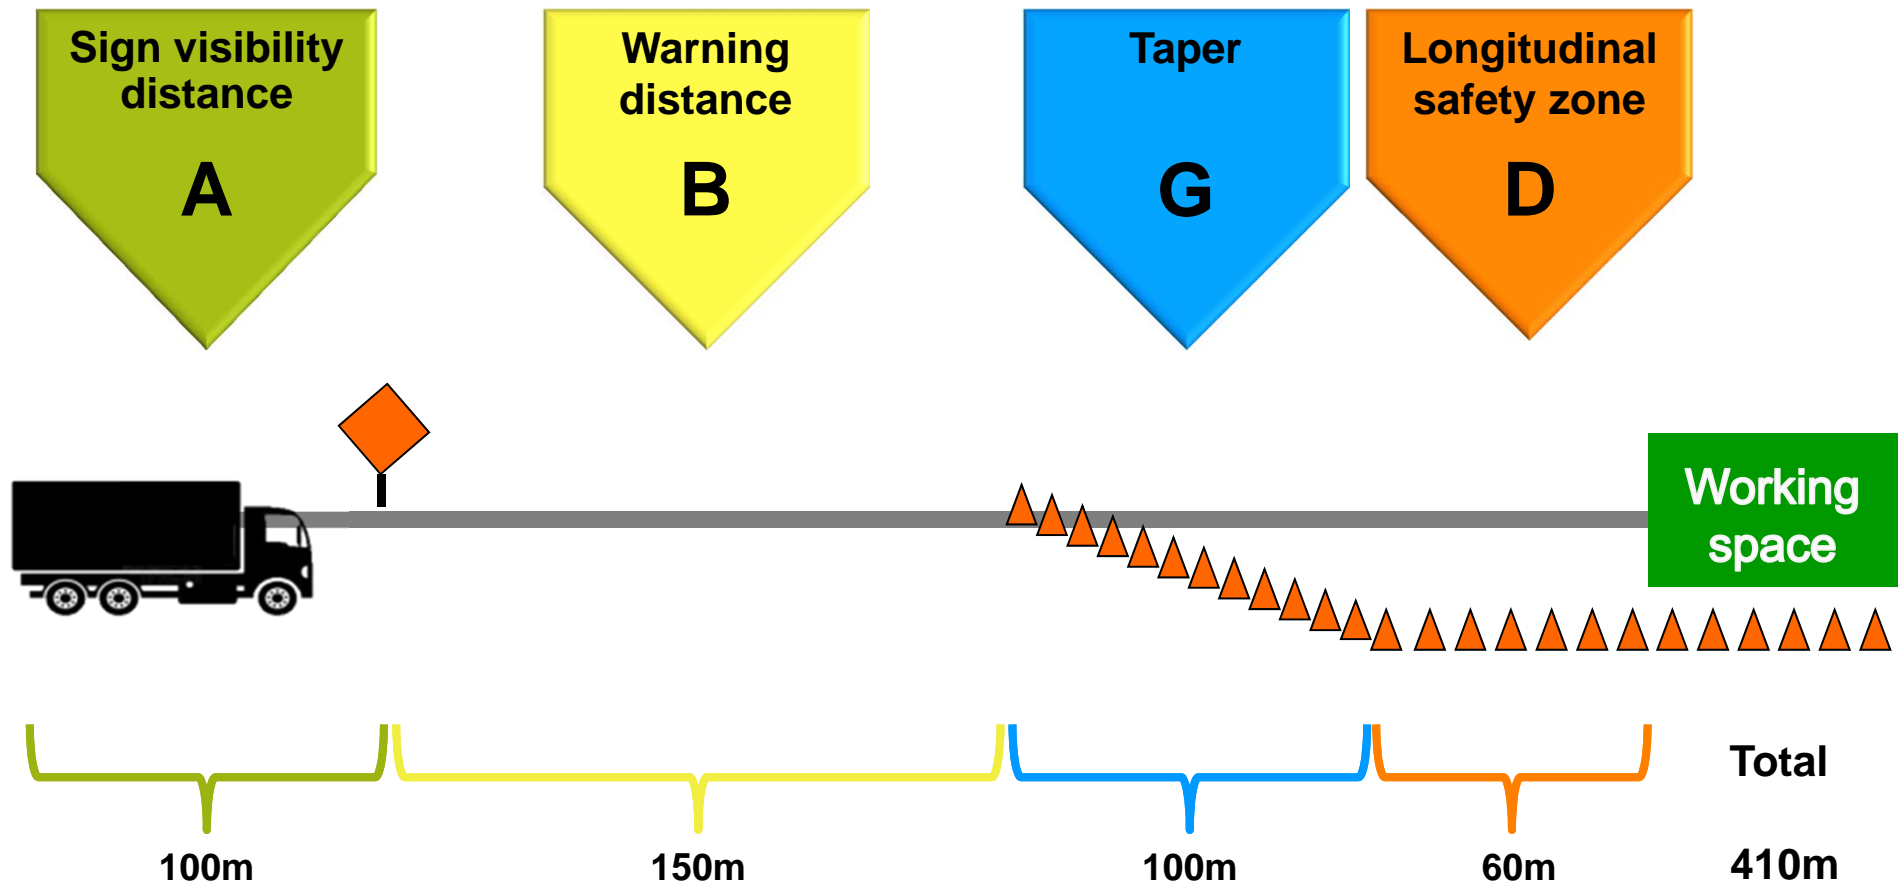 Sign visibility
distance
A
Warning
distance
B
Taper
G
Longitudinal
safety zone
D
Working
space
Total
100m
150m
100m
60m
410m